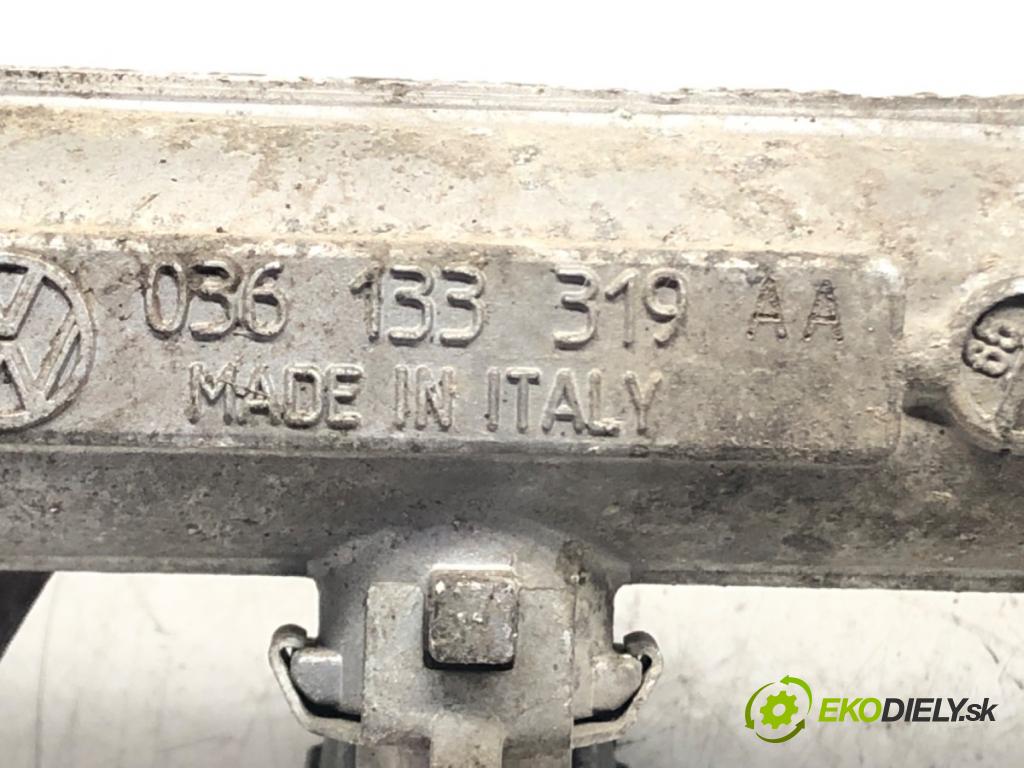 036 133 319 AA
MADE IN ITALY
EKODIELY.sk